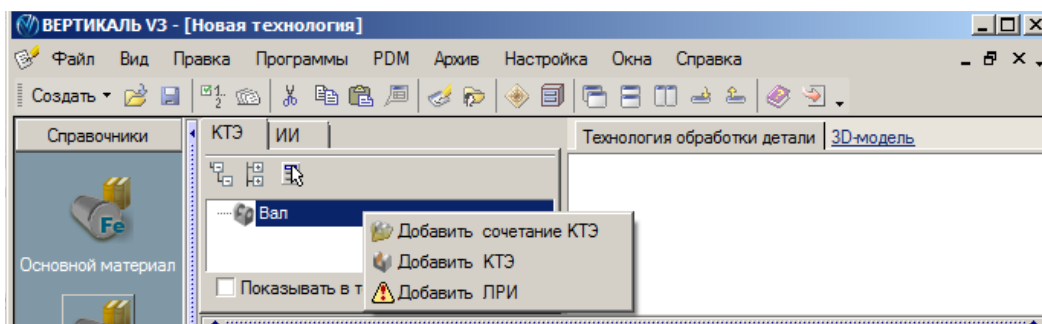 ВЕРТИКАЛЬ V3 - [Новая технология]
Файл Вид Правка Программы PDM Архив Настройка Окна Справка
Создать
Справочники КТЭ ИИ Технология обработки детали 3D-модель
Вал
Fe
Добавить сочетание КТЭ
Основной материал Добавить КТЭ
Показывать в т Добавить ЛРИ